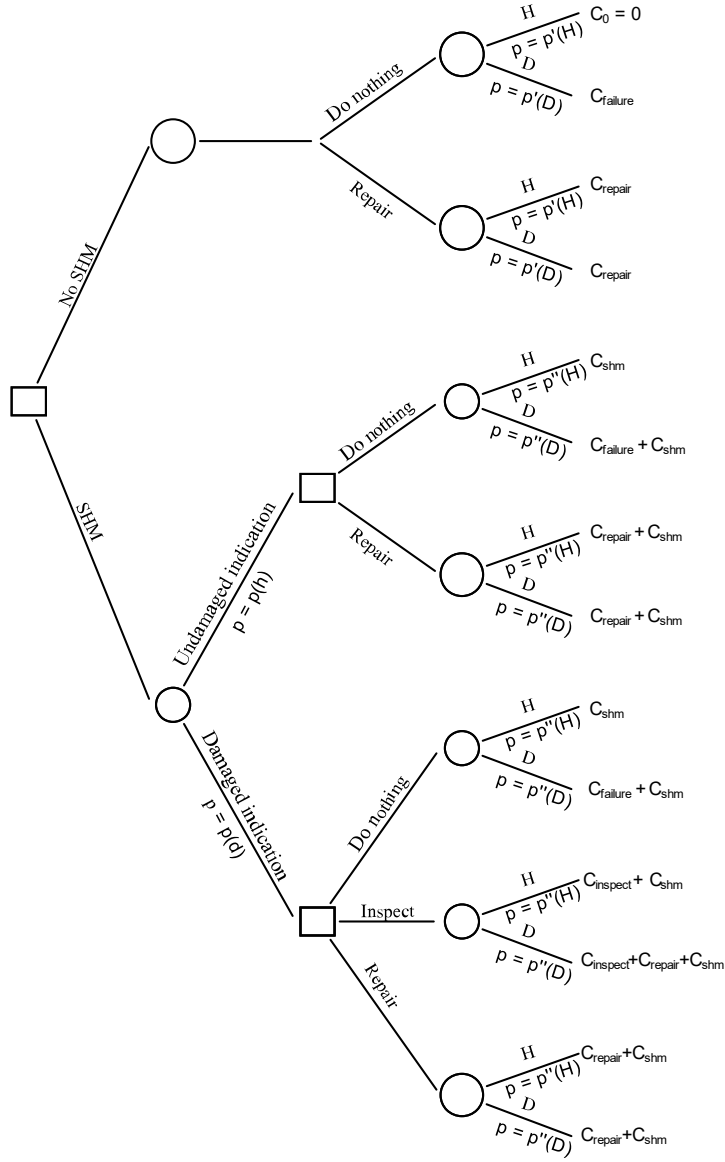 H
C₀ = 0
p = p'(H)
D
p = p'(D)
C_failure
Do nothing
Repair
H
C_repair
p = p'(H)
D
p = p'(D)
C_repair
No SHM
SHM
H
C_shm
p = p''(H)
D
p = p''(D)
C_failure + C_shm
Do nothing
Repair
H
C_repair + C_shm
p = p''(H)
D
p = p''(D)
C_repair + C_shm
Undamaged indication
p = p(h)
Damaged indication
p = p(d)
H
C_shm
p = p''(H)
D
p = p''(D)
C_failure + C_shm
Do nothing
Inspect
H
C_inspect + C_shm
p = p''(H)
D
p = p''(D)
C_inspect+C_repair+C_shm
Repair
H
C_repair+C_shm
p = p''(H)
D
p = p''(D)
C_repair+C_shm